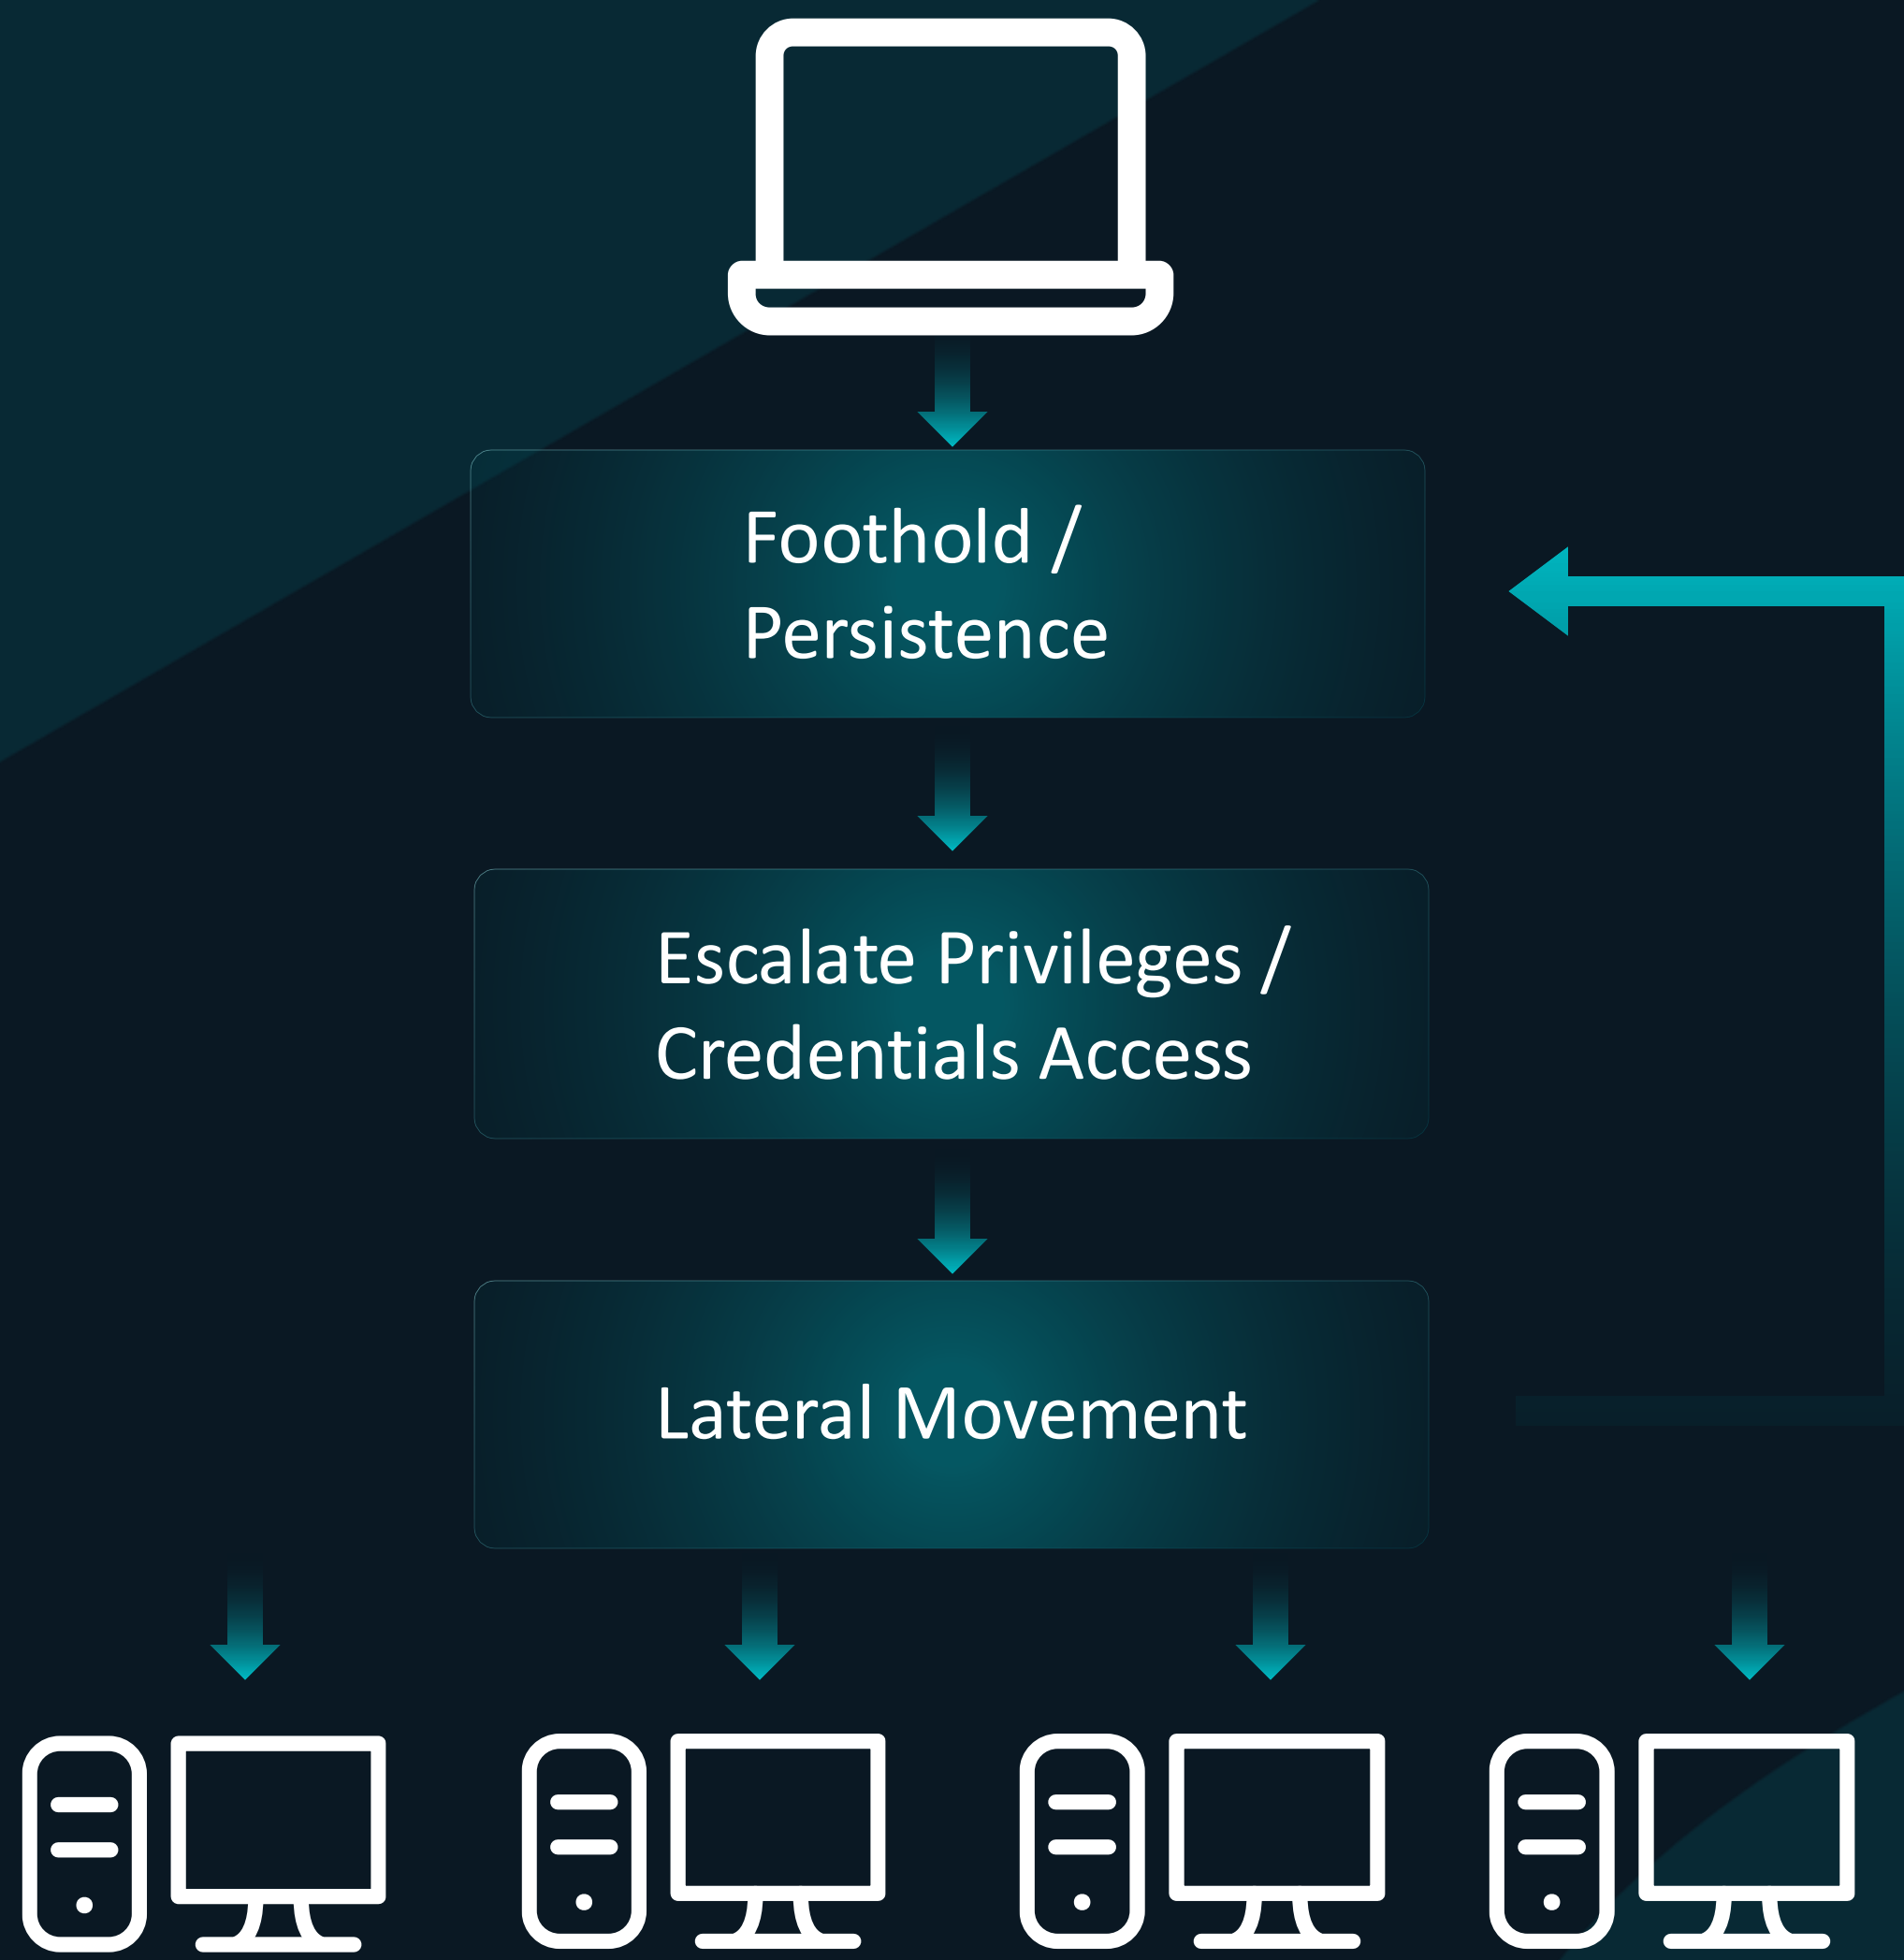 Foothold /
Persistence
Escalate Privileges /
Credentials Access
Lateral Movement